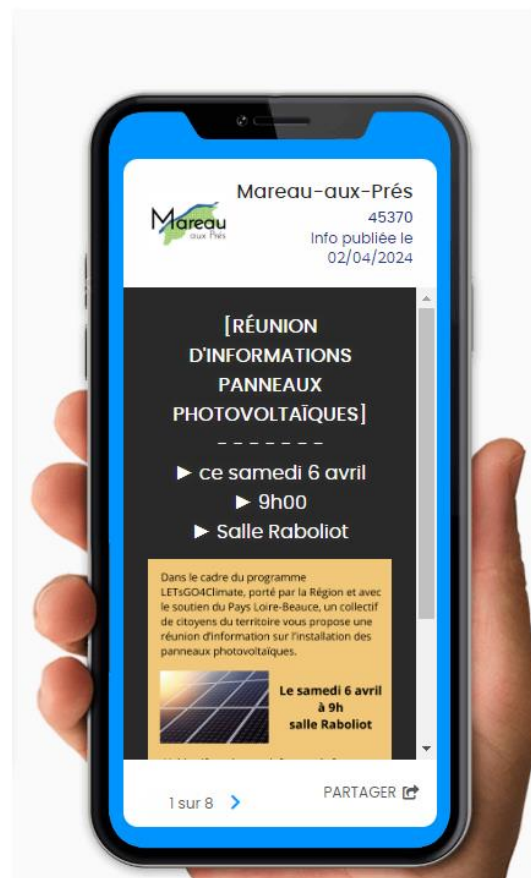 Mareau
aux Prés
Mareau-aux-Prés
45370
Info publiée le
02/04/2024
[RÉUNION
D'INFORMATIONS
PANNEAUX
PHOTOVOLTAÏQUES]
- - - - - - -
► ce samedi 6 avril
► 9h00
► Salle Raboliot
Dans le cadre du programme
LETsGO4Climate, porté par la Région et avec
le soutien du Pays Loire-Beauce, un collectif
de citoyens du territoire vous propose une
réunion d'information sur l'installation des
panneaux photovoltaïques.
Le samedi 6 avril
à 9h
salle Raboliot
1 sur 8
PARTAGER